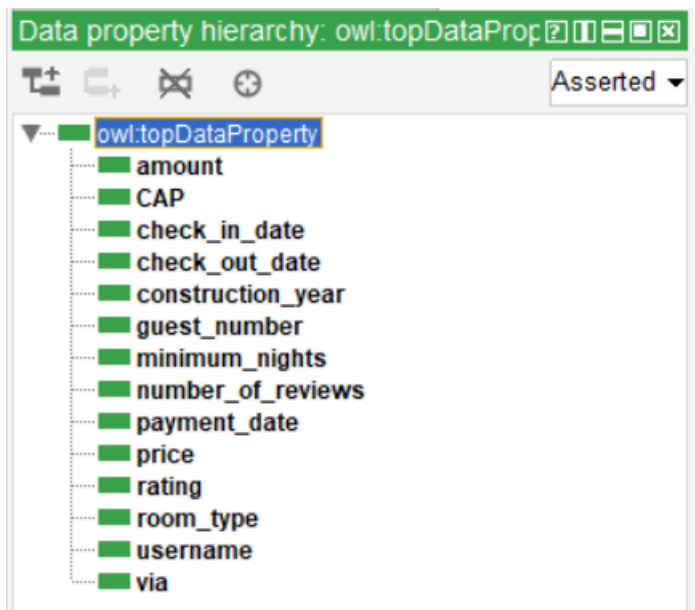 Data property hierarchy: owl:topDataProp
Asserted
owl:topDataProperty
amount
CAP
check_in_date
check_out_date
construction_year
guest_number
minimum_nights
number_of_reviews
payment_date
price
rating
room_type
username
via